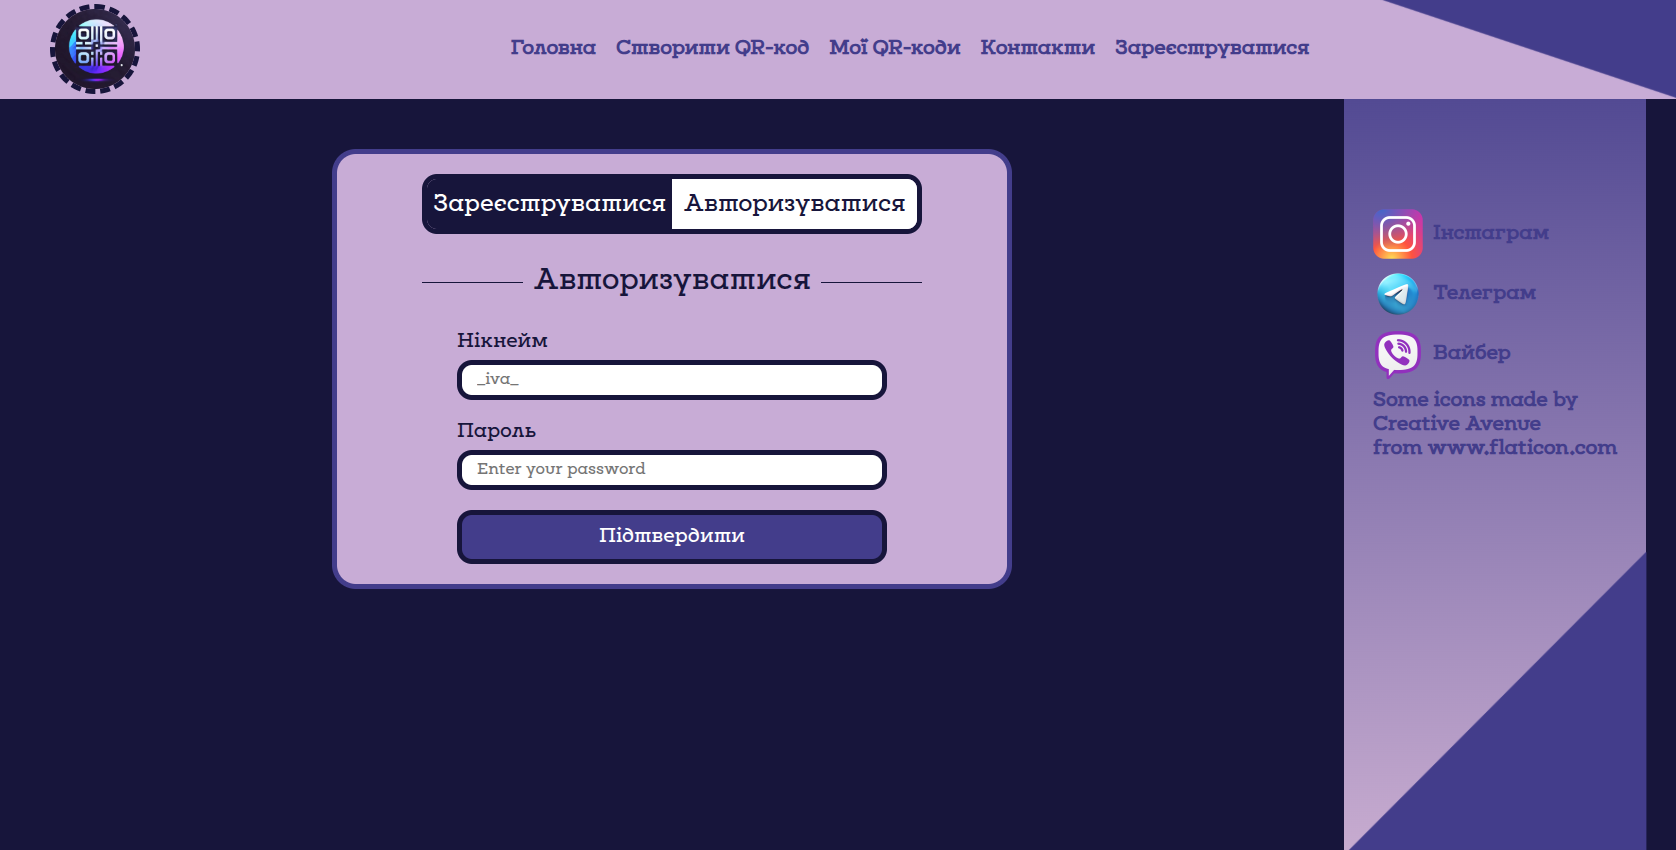 Головна Створити QR-код Мої QR-коди Контакти Зареєструватися
Зареєструватися Авторизуватися
Авторизуватися
Нікнейм
_iva_
Пароль
Enter your password
Підтвердити
Інстаграм
Телеграм
Вайбер
Some icons made by
Creative Avenue
from www.flaticon.com